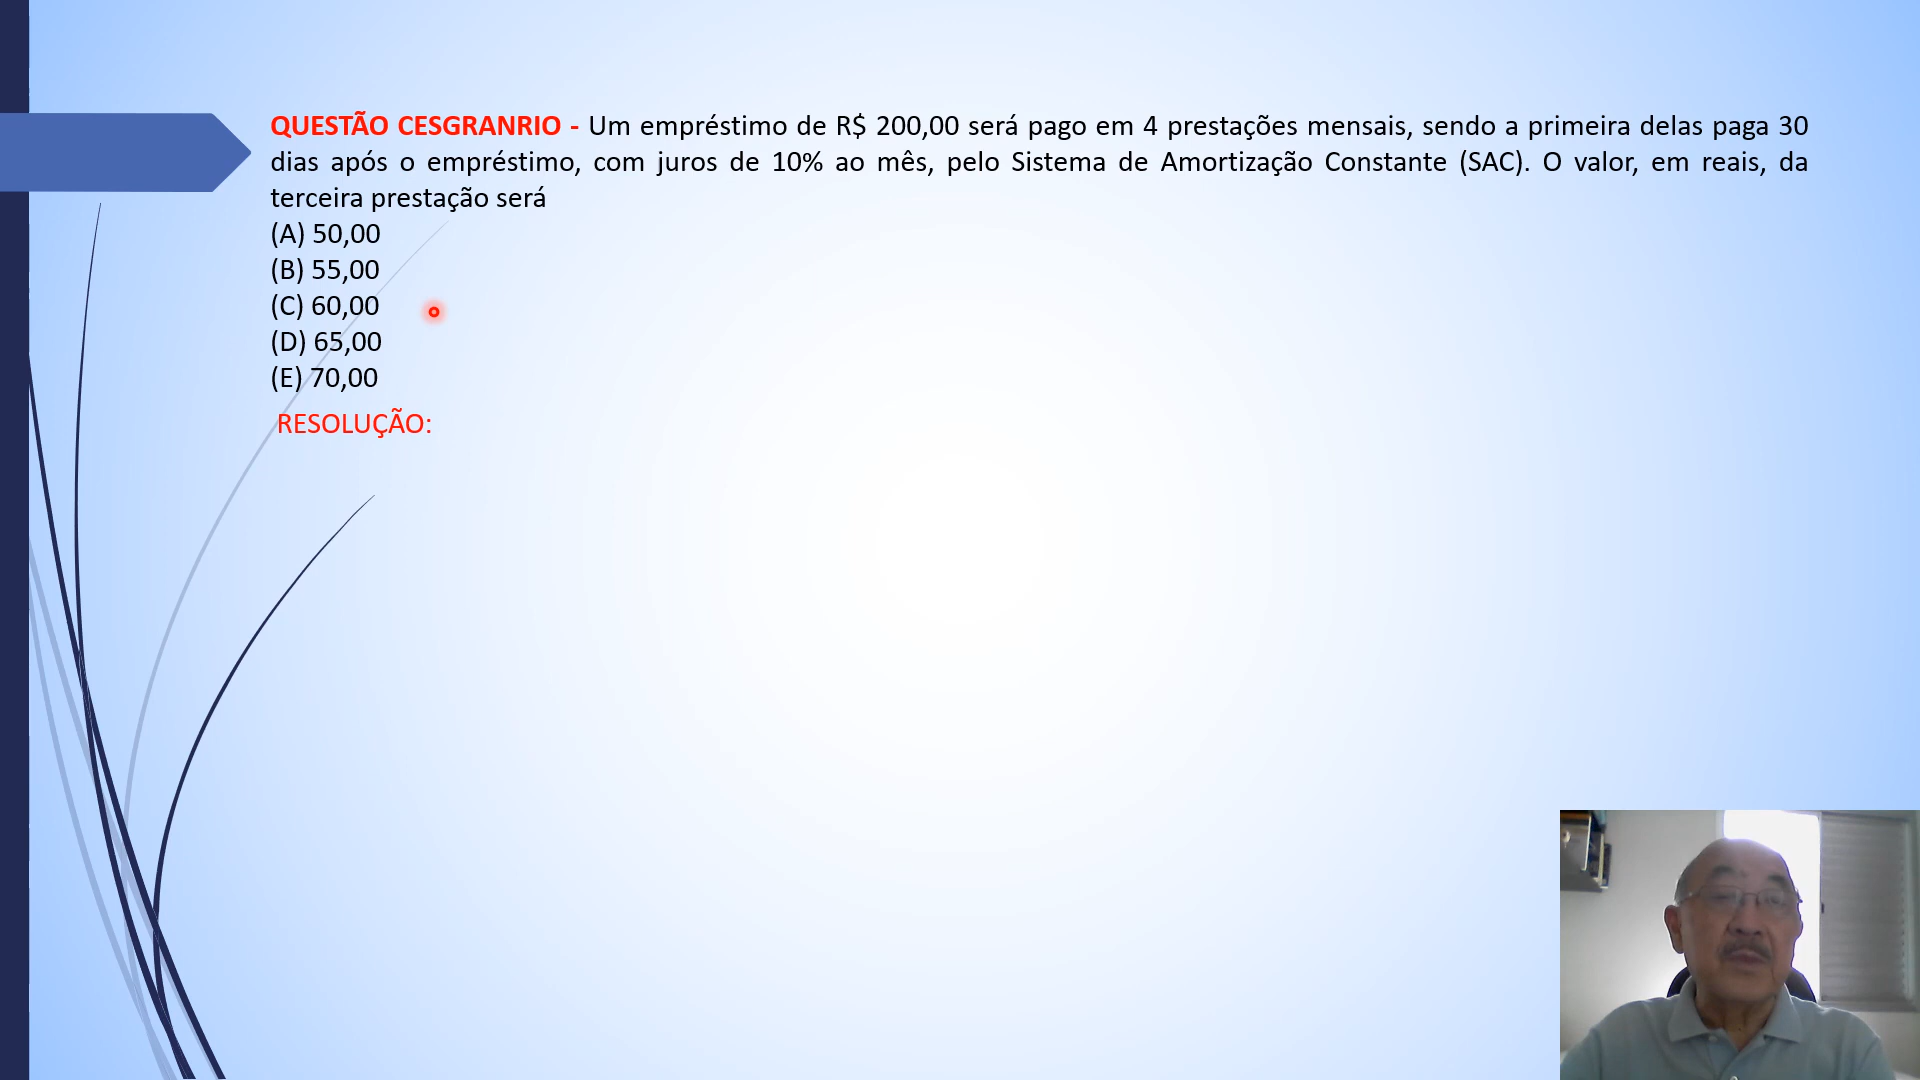 QUESTÃO CESGRANRIO - Um empréstimo de R$ 200,00 será pago em 4 prestações mensais, sendo a primeira delas paga 30
dias após o empréstimo, com juros de 10% ao mês, pelo Sistema de Amortização Constante (SAC). O valor, em reais, da
terceira prestação será
(A) 50,00
(B) 55,00
(C) 60,00
(D) 65,00
(E) 70,00
RESOLUÇÃO: